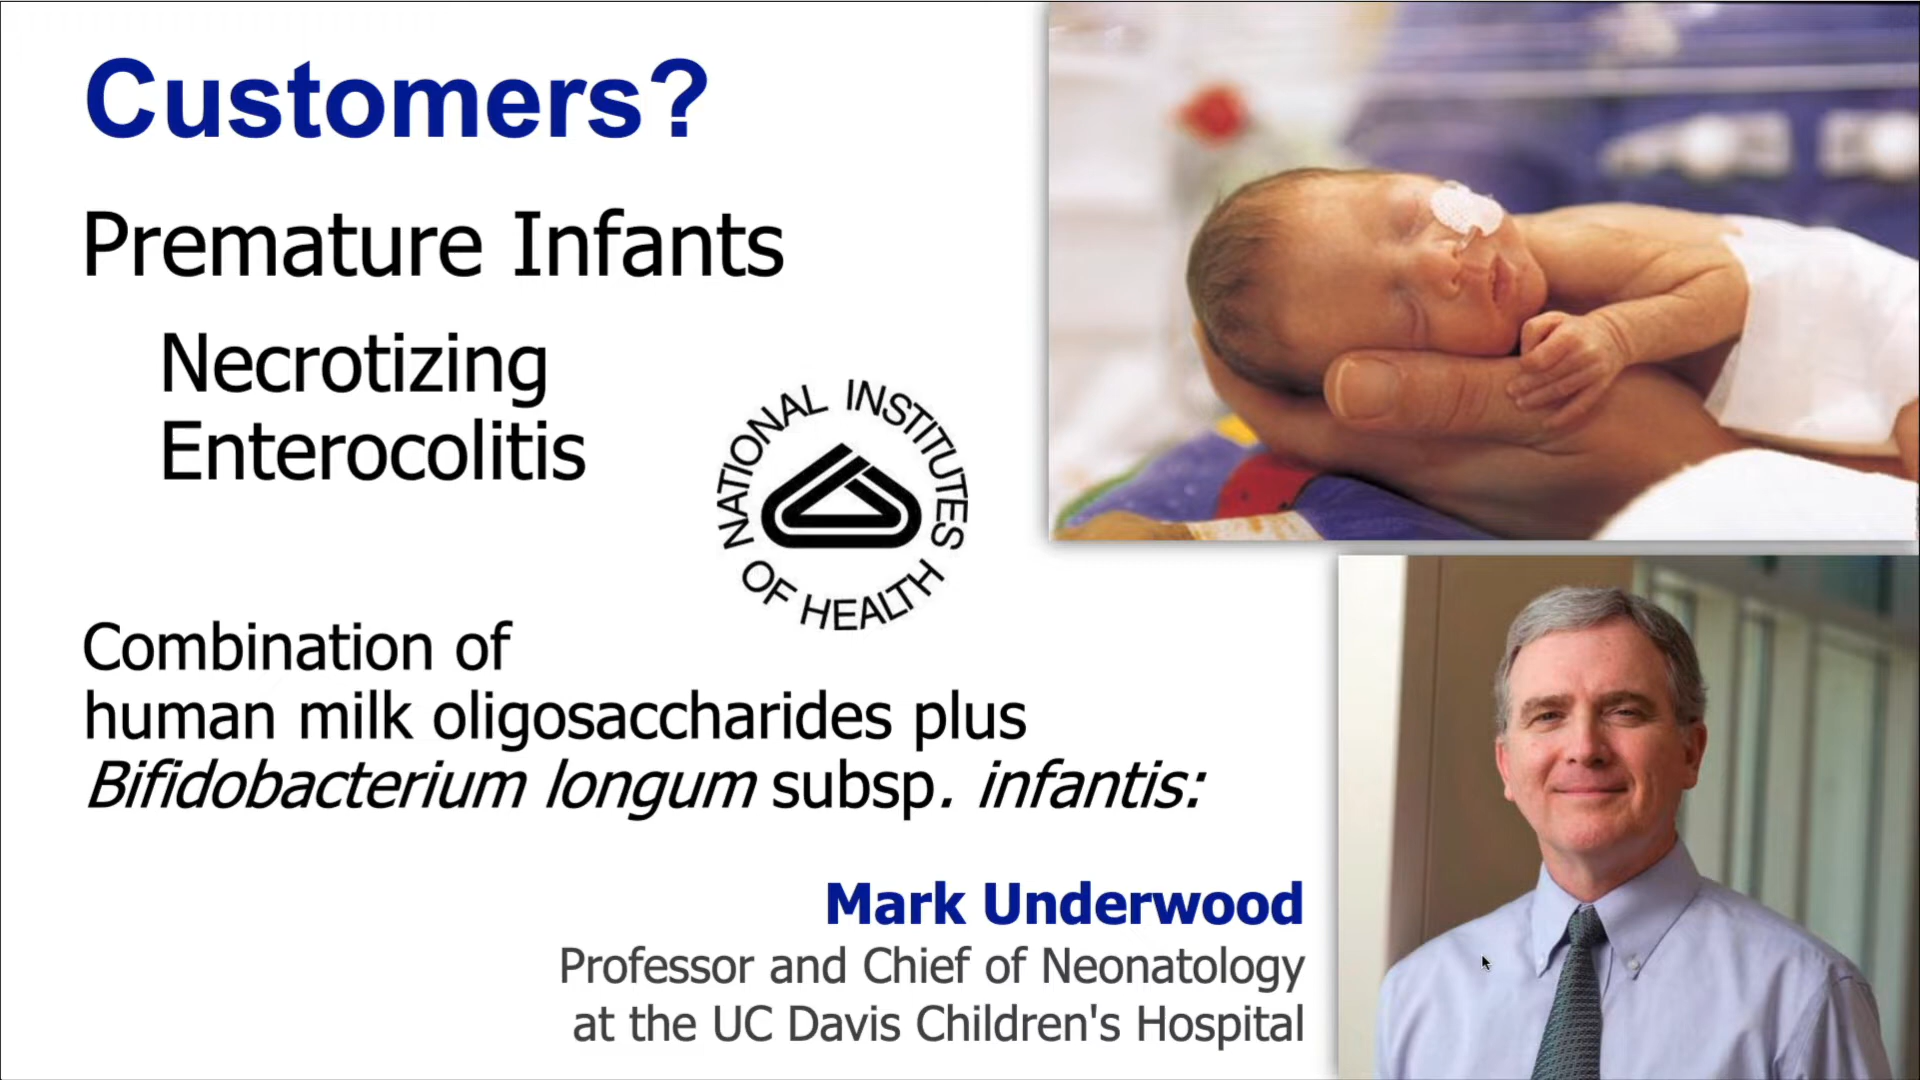 Customers?
Premature Infants
Necrotizing
Enterocolitis
NATIONAL INSTITUTES
OF HEALTH
Combination of
human milk oligosaccharides plus
Bifidobacterium longum subsp. infantis:
Mark Underwood
Professor and Chief of Neonatology
at the UC Davis Children's Hospital